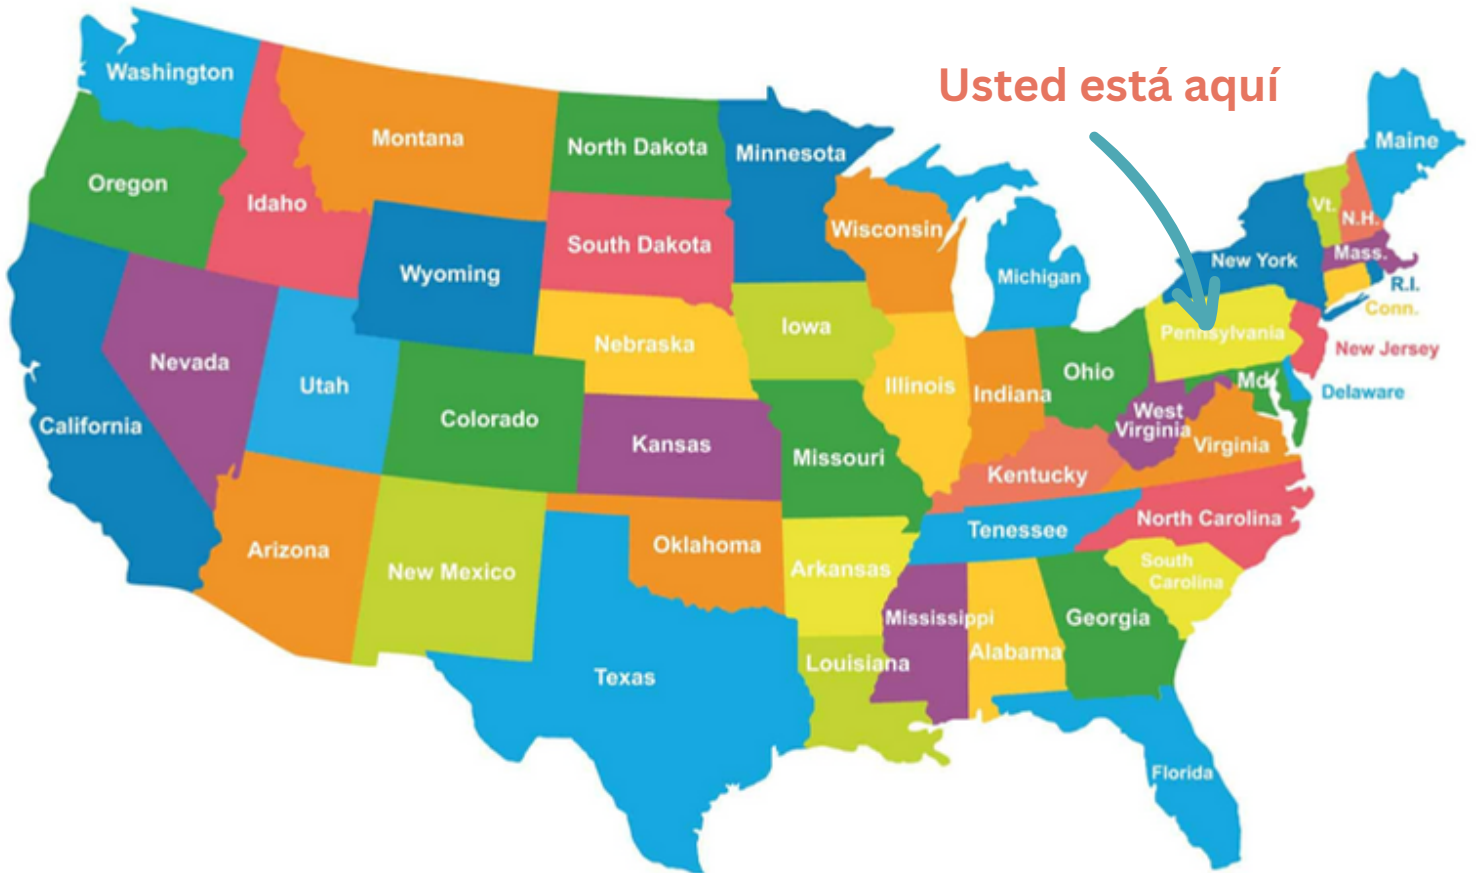 Usted está aquí
Washington
Montana
North Dakota
Minnesota
Maine
Oregon
Idaho
Wisconsin
Vt.
N.H.
South Dakota
Wyoming
Michigan
New York
Mass.
R.I.
Conn.
Iowa
Nebraska
Pennsylvania
New Jersey
Nevada
Utah
Illinois
Indiana
Ohio
Md.
Delaware
California
Colorado
Kansas
Missouri
West
Virginia
Virginia
Kentucky
North Carolina
Tenessee
Arizona
New Mexico
Oklahoma
Arkansas
South
Carolina
Mississippi
Georgia
Alabama
Louisiana
Texas
Florida